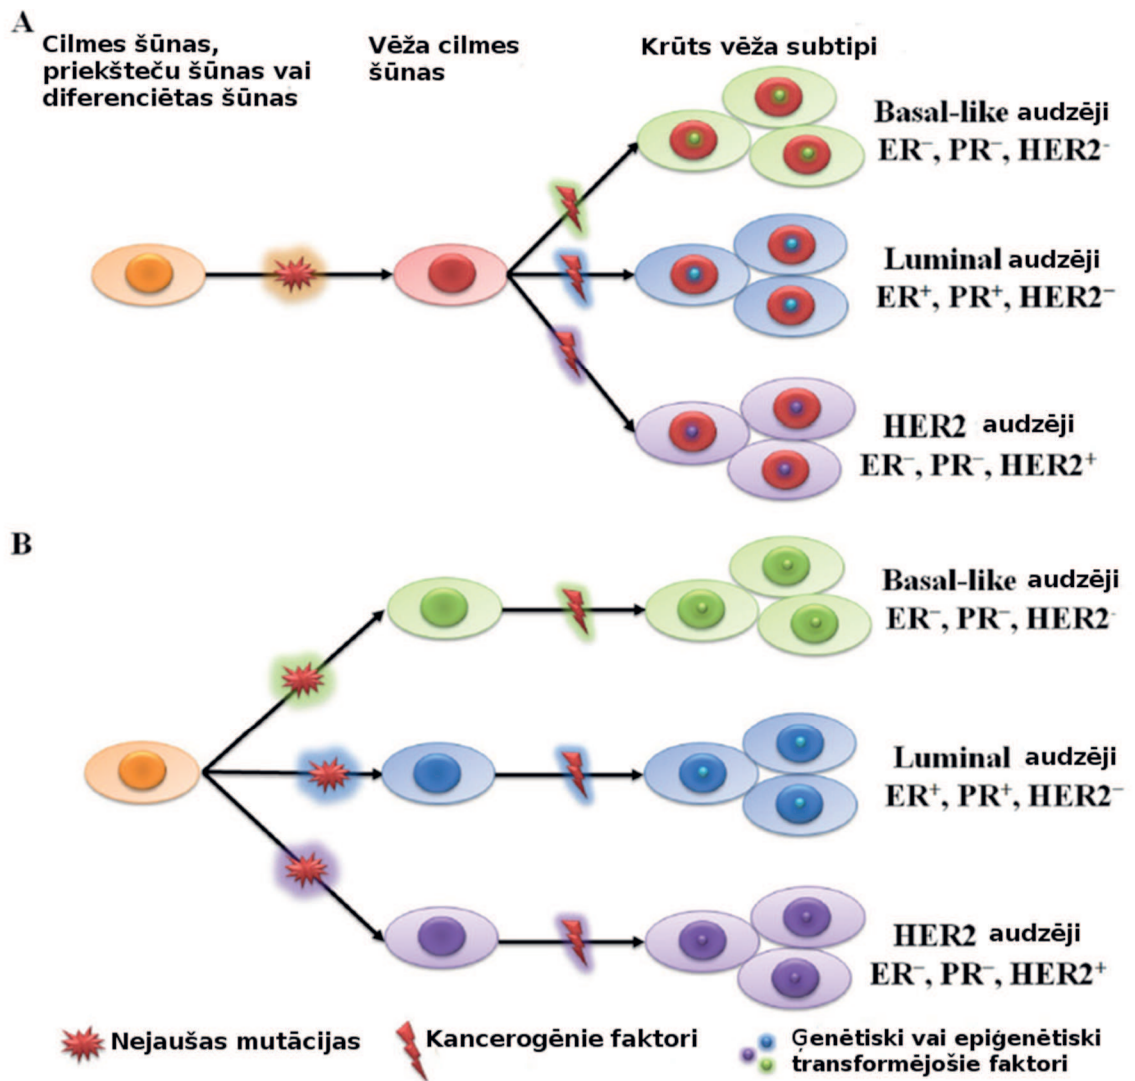 A
Cilmes šūnas,
priekšteču šūnas vai
diferenciētas šūnas
Vēža cilmes
šūnas
Krūts vēža subtipi
Basal-like audzēji
ER⁻, PR⁻, HER2⁻
Luminal audzēji
ER⁺, PR⁺, HER2⁻
HER2 audzēji
ER⁻, PR⁻, HER2⁺
B
Basal-like audzēji
ER⁻, PR⁻, HER2⁻
Luminal audzēji
ER⁺, PR⁺, HER2⁻
HER2 audzēji
ER⁻, PR⁻, HER2⁺
Nejaušas mutācijas
Kancerogēnie faktori
Ģenētiski vai epiģenētiski
transformējošie faktori